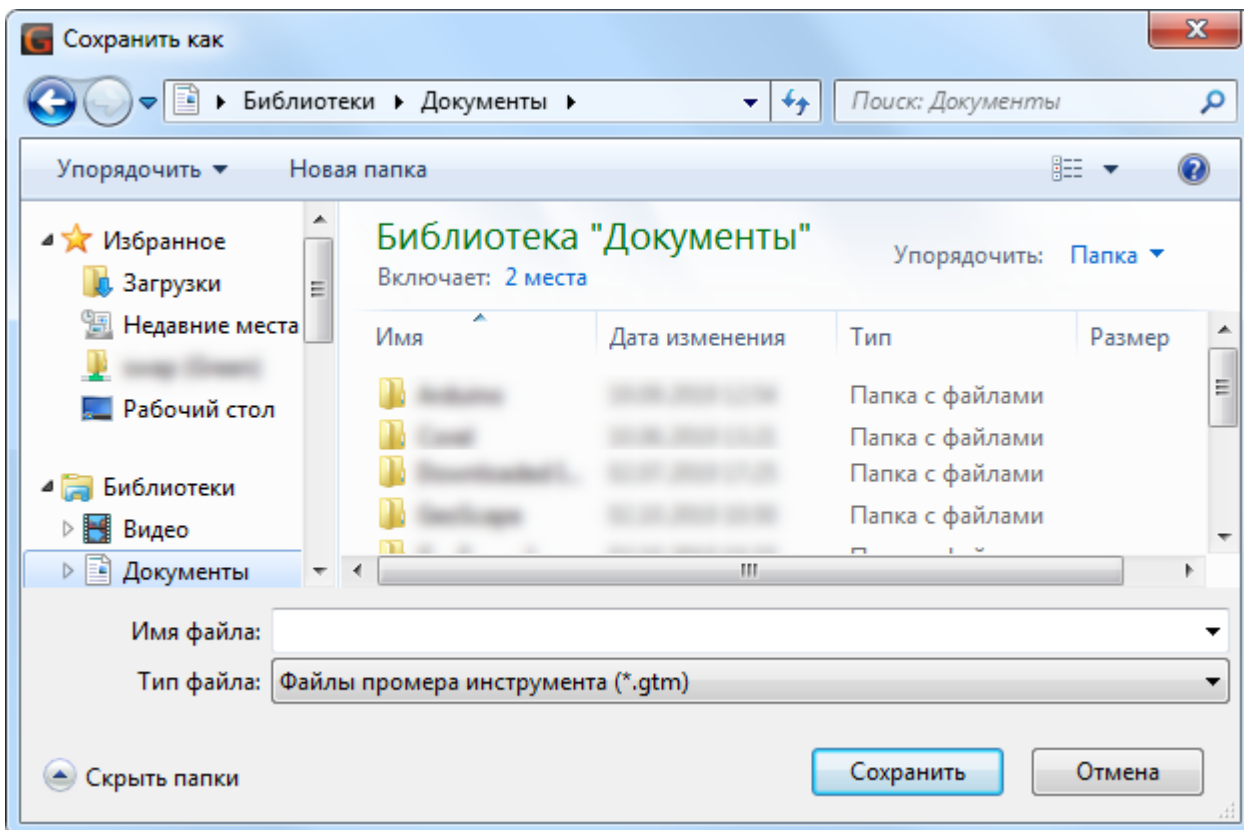 Сохранить как
Библиотеки Документы
Поиск: Документы
Упорядочить Новая папка
Избранное
Загрузки
Недавние места
Рабочий стол
Библиотеки
Видео
Документы
Библиотека "Документы"
Включает: 2 места
Упорядочить: Папка
Имя Дата изменения Тип Размер
Папка с файлами
Папка с файлами
Папка с файлами
Папка с файлами
Имя файла:
Тип файла: Файлы промера инструмента (*.gtm)
Скрыть папки
Сохранить Отмена